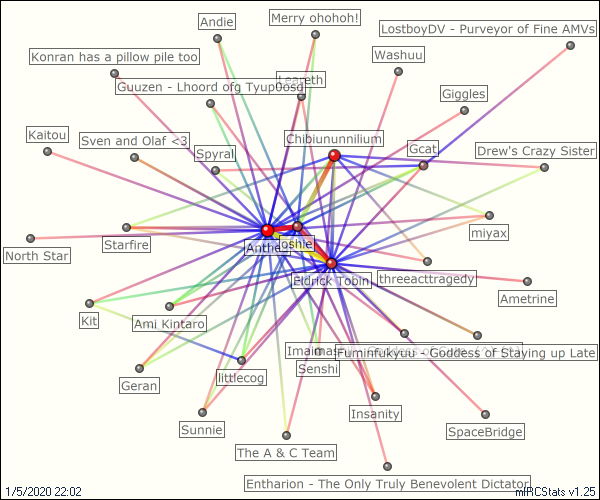 Andie
Merry ohohoh!
LostboyDV - Purveyor of Fine AMVs
Konran has a pillow pile too
Washuu
Leareth
Guuzen - Lhoord ofg Tyup0osd
Giggles
Kaitou
Sven and Olaf <3
Chibiununnilium
Gcat
Drew's Crazy Sister
Spyral
miyax
Starfire
North Star
Eldrick Tobin
threeacttragedy
Ametrine
Kit
Ami Kintaro
Fuminfukyuu - Goddess of Staying up Late
Senshi
Geran
littlecog
Insanity
Sunnie
SpaceBridge
The A & C Team
Entharion - The Only Truly Benevolent Dictator
1/5/2020 22:02
mIRCStats v1.25